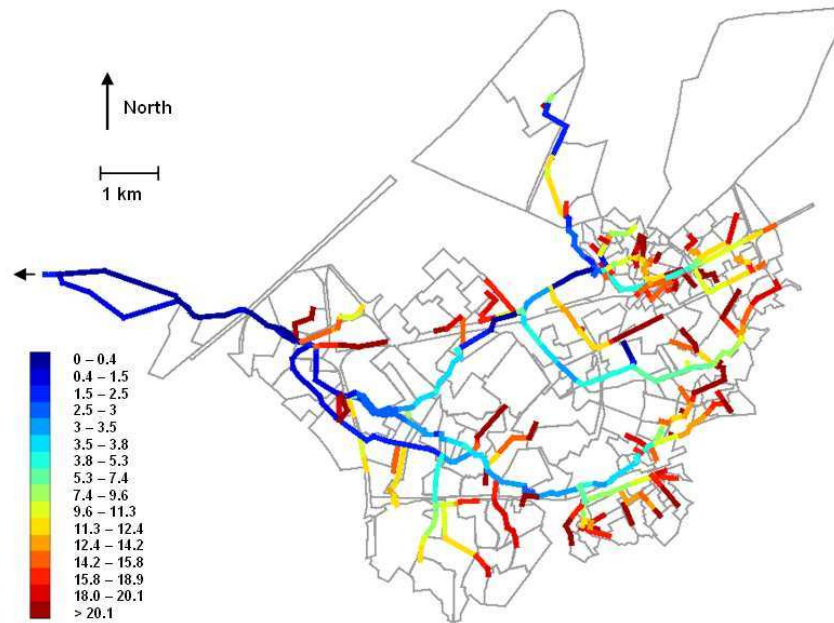 North
1 km
0 – 0.4
0.4 – 1.5
1.5 – 2.5
2.5 – 3
3 – 3.5
3.5 – 3.8
3.8 – 5.3
5.3 – 7.4
7.4 – 9.6
9.6 – 11.3
11.3 – 12.4
12.4 – 14.2
14.2 – 15.8
15.8 – 18.9
18.0 – 20.1
> 20.1